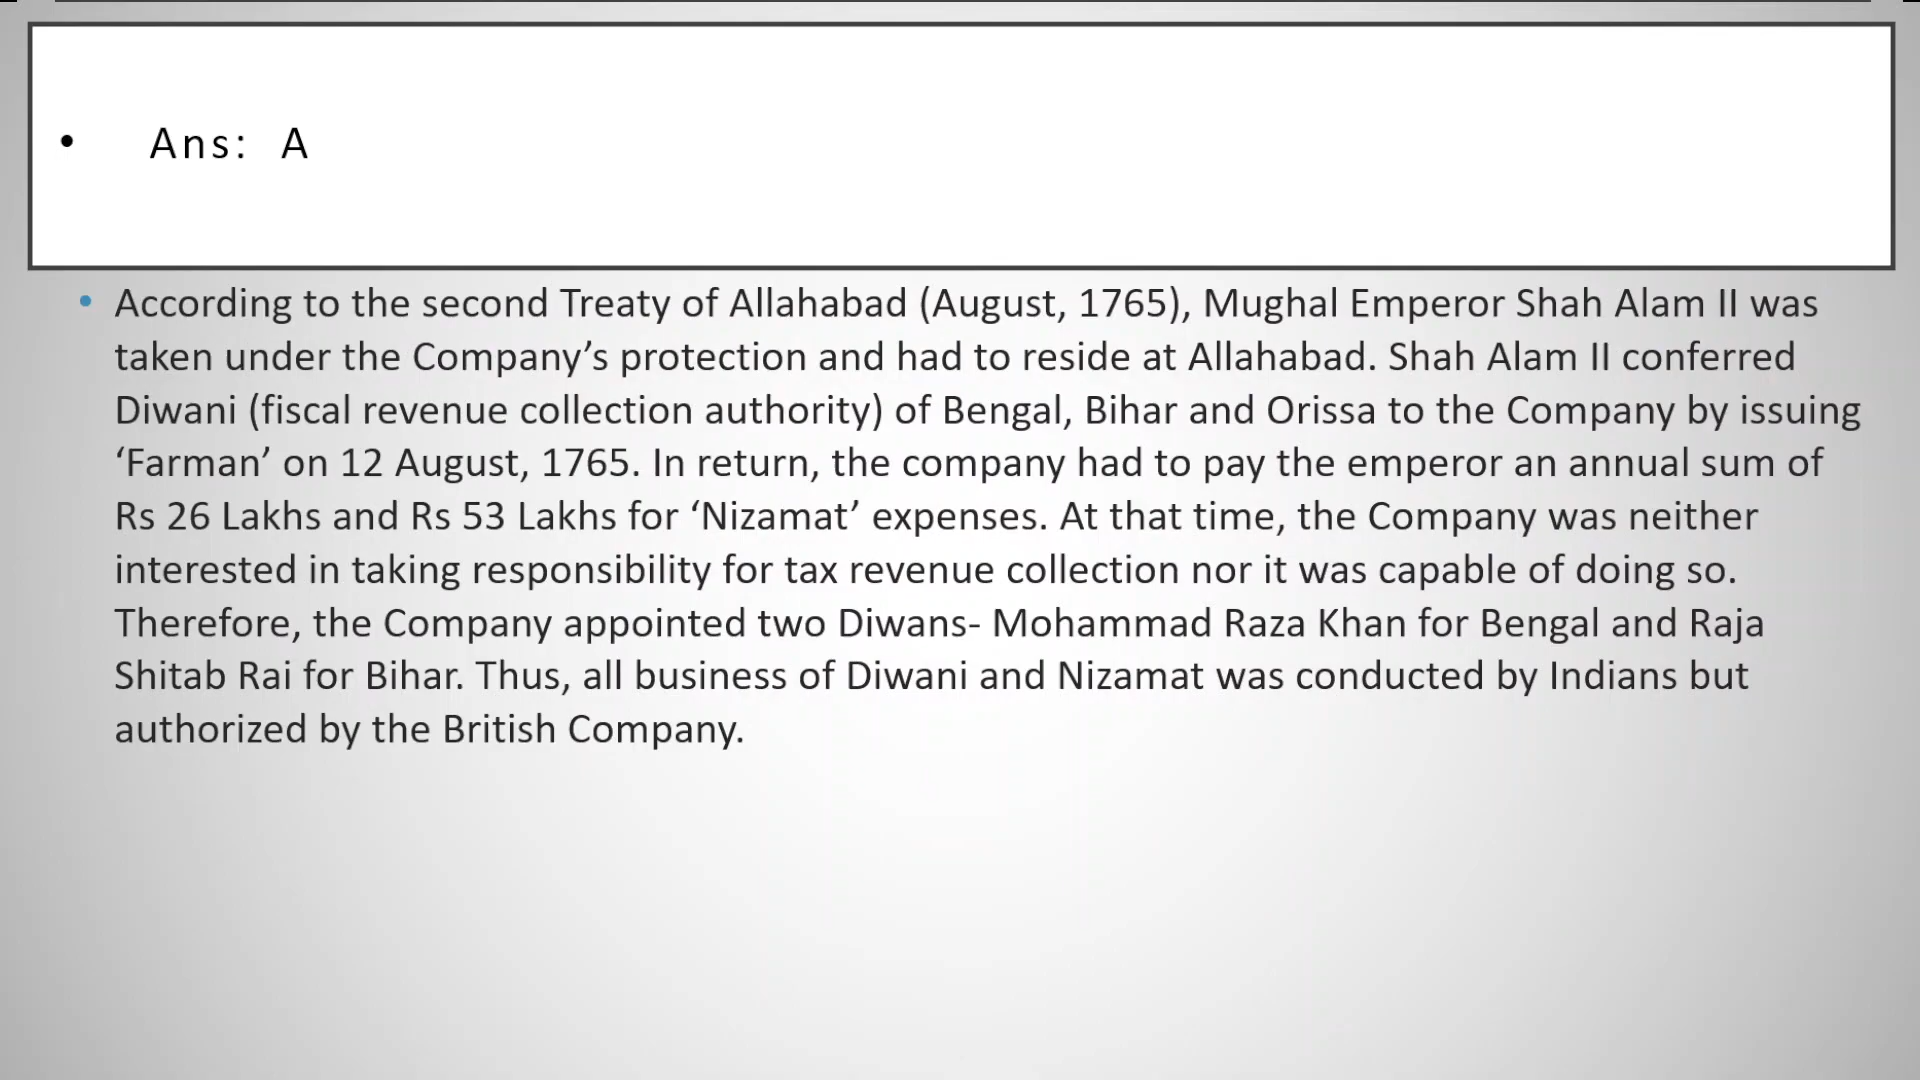 • Ans: A
• According to the second Treaty of Allahabad (August, 1765), Mughal Emperor Shah Alam II was
taken under the Company’s protection and had to reside at Allahabad. Shah Alam II conferred
Diwani (fiscal revenue collection authority) of Bengal, Bihar and Orissa to the Company by issuing
‘Farman’ on 12 August, 1765. In return, the company had to pay the emperor an annual sum of
Rs 26 Lakhs and Rs 53 Lakhs for ‘Nizamat’ expenses. At that time, the Company was neither
interested in taking responsibility for tax revenue collection nor it was capable of doing so.
Therefore, the Company appointed two Diwans- Mohammad Raza Khan for Bengal and Raja
Shitab Rai for Bihar. Thus, all business of Diwani and Nizamat was conducted by Indians but
authorized by the British Company.